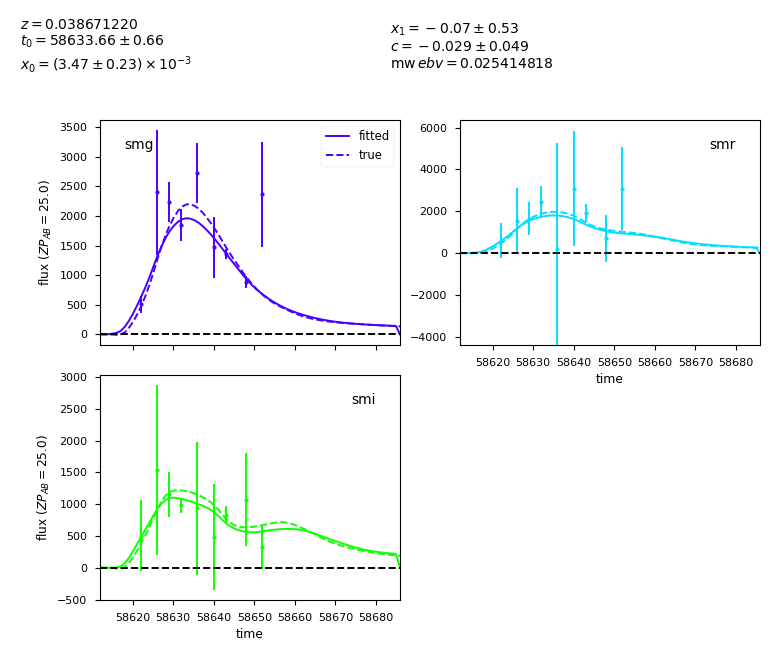 z = 0.038671220
t₀ = 58633.66 ± 0.66
x₀ = (3.47 ± 0.23) × 10⁻³
x₁ = −0.07 ± 0.53
c = −0.029 ± 0.049
mw ebv = 0.025414818
smg
fitted
true
3500
3000
2500
2000
1500
1000
500
0
flux (ZP_AB = 25.0)
smr
6000
4000
2000
0
−2000
−4000
58620 58630 58640 58650 58660 58670 58680
time
smi
3000
2500
2000
1500
1000
500
0
−500
flux (ZP_AB = 25.0)
58620 58630 58640 58650 58660 58670 58680
time